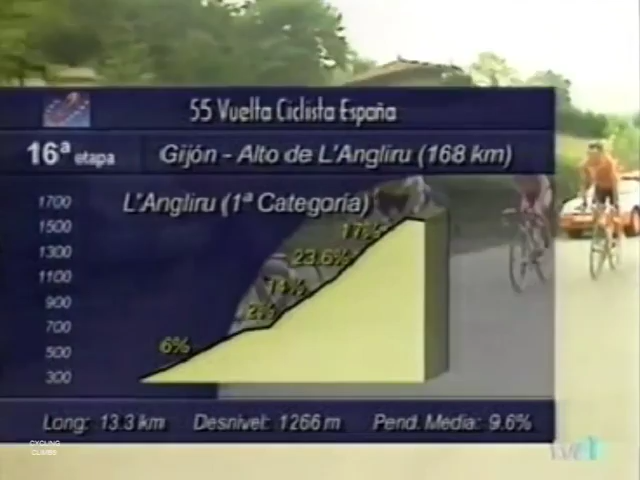 55 Vuelta Ciclista España
16ª etapa
Gijón - Alto de L'Angliru (168 km)
L'Angliru (1ª Categoría)
1700
1500
1300
1100
900
700
500
300
17%
23.6%
14%
2%
6%
Long: 13.3 km Desnivel: 1266 m Pend. Media: 9.6%
CYCLING
CLIMBS